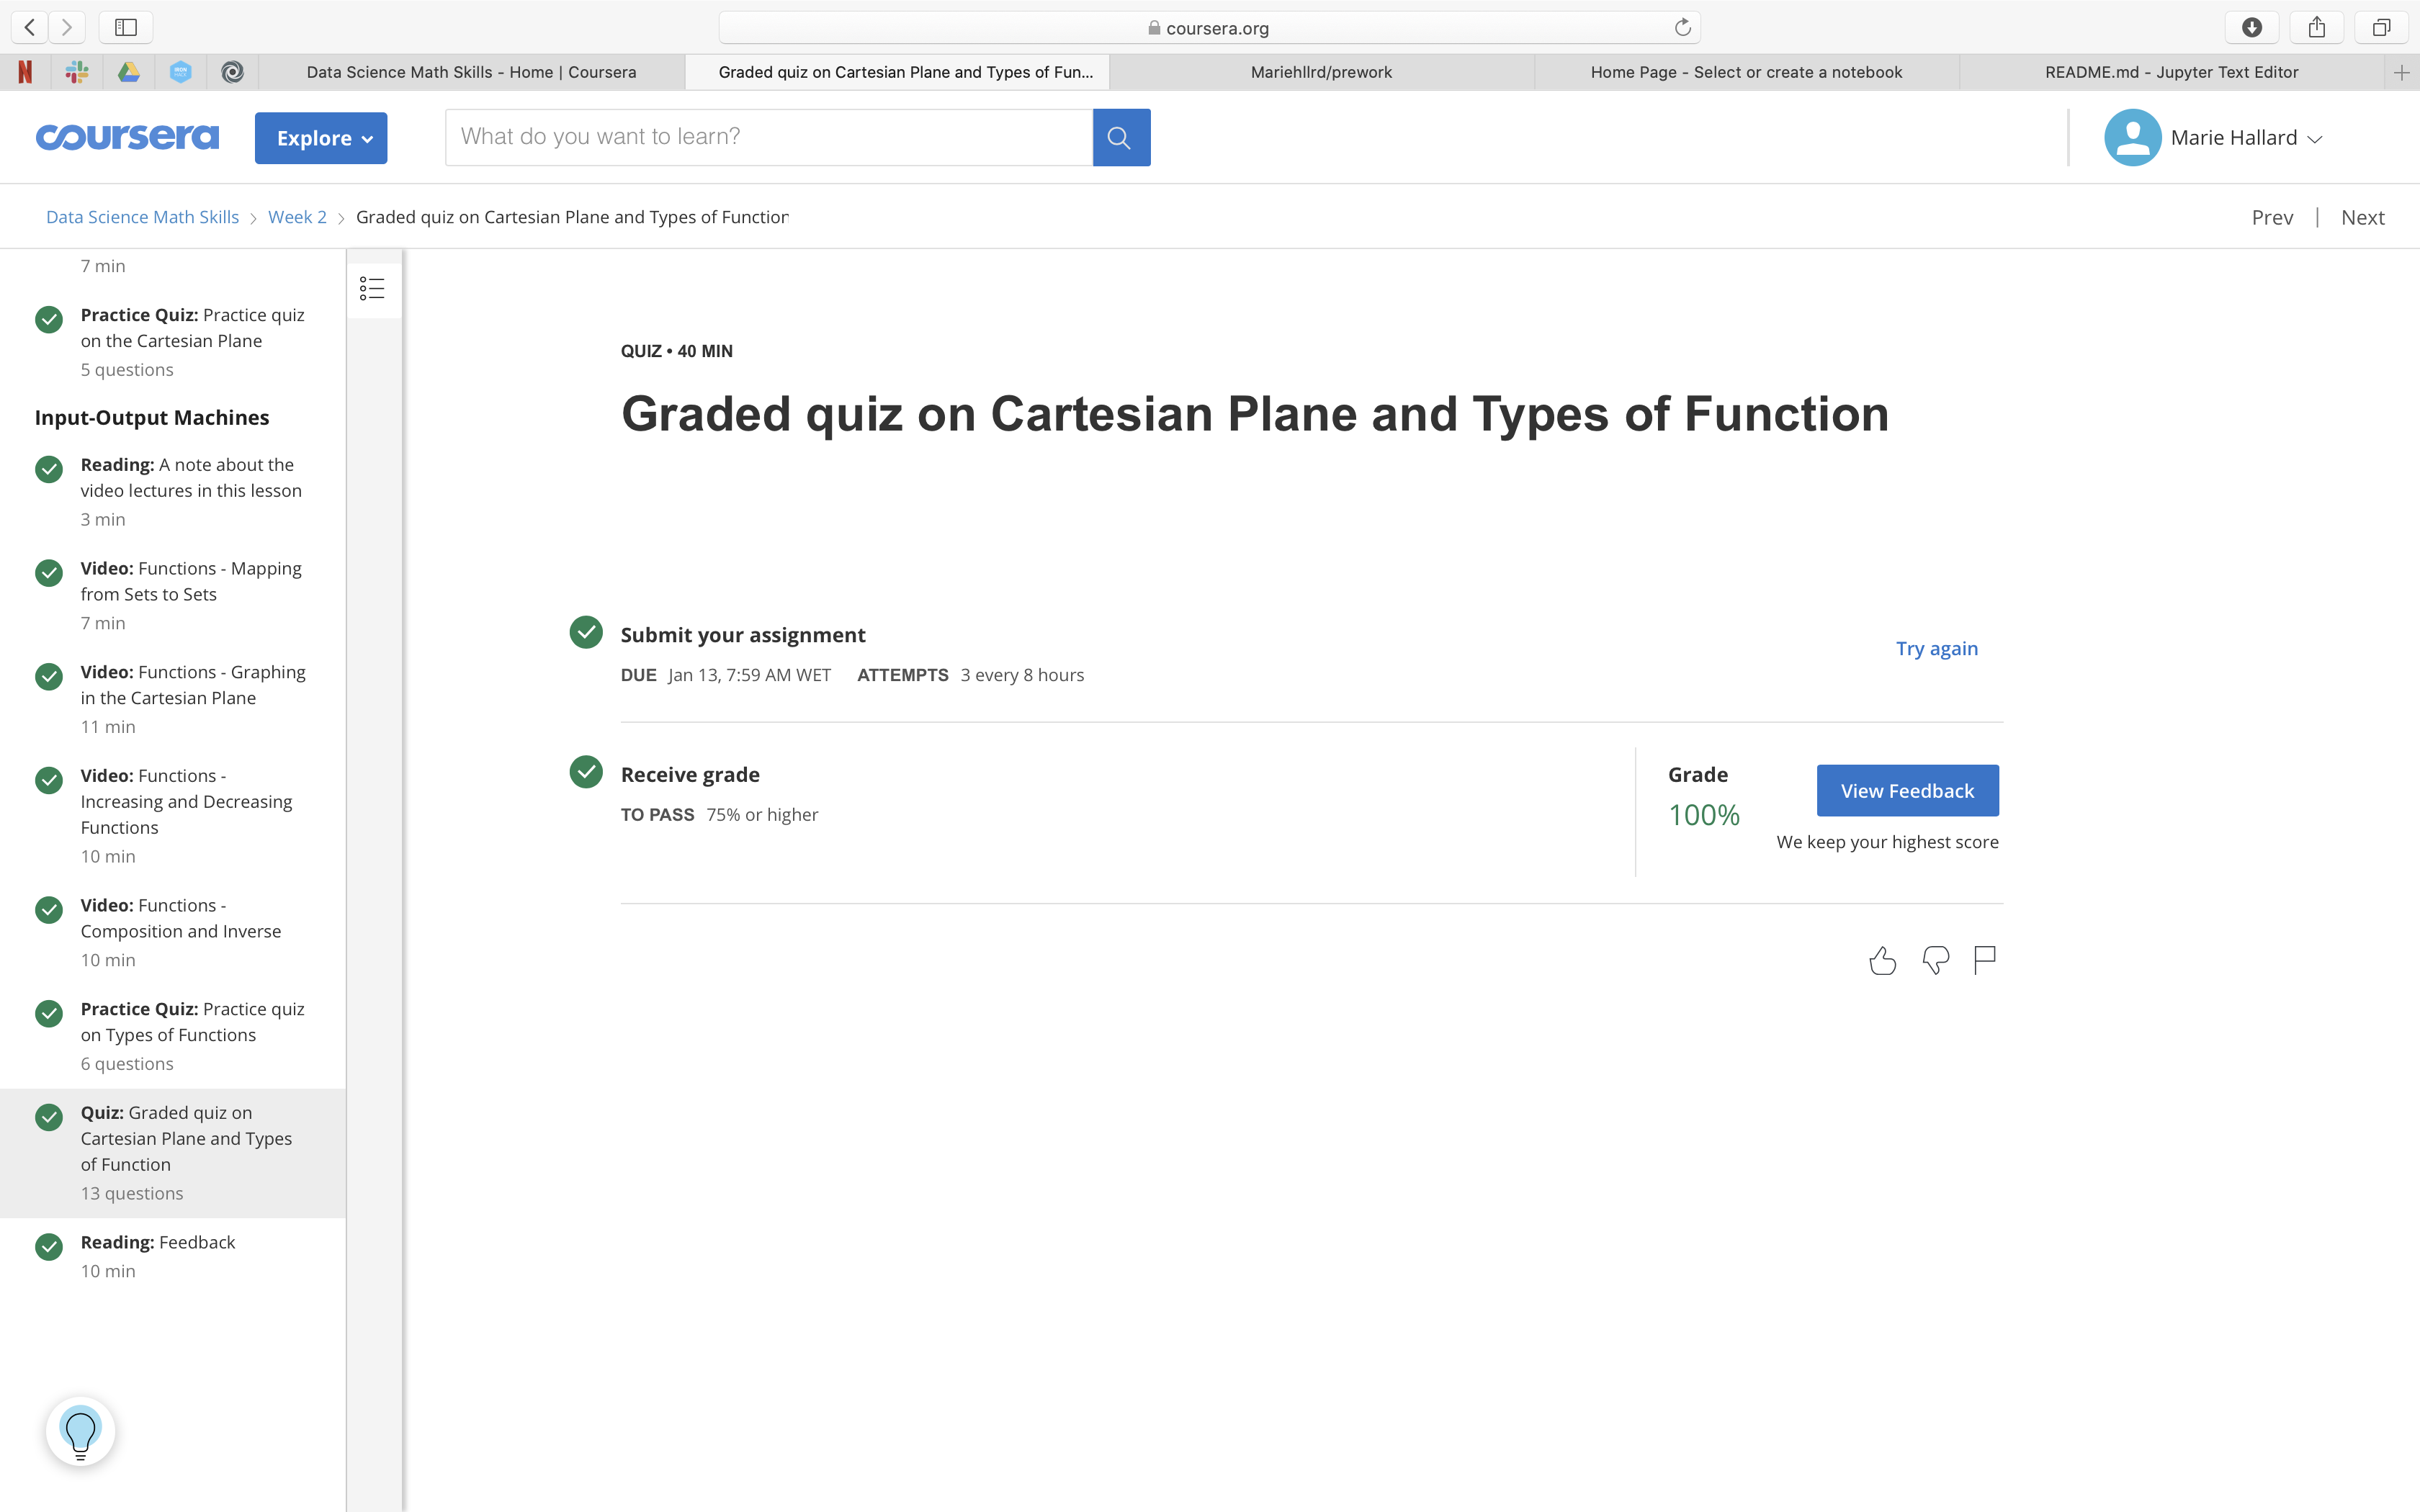 coursera.org
Data Science Math Skills - Home | Coursera
Graded quiz on Cartesian Plane and Types of Fun...
Mariehllrd/prework
Home Page - Select or create a notebook
README.md - Jupyter Text Editor
coursera
Explore
What do you want to learn?
Marie Hallard
Data Science Math Skills > Week 2 > Graded quiz on Cartesian Plane and Types of Function
Prev | Next
7 min
Practice Quiz: Practice quiz
on the Cartesian Plane
5 questions
Input-Output Machines
Reading: A note about the
video lectures in this lesson
3 min
Video: Functions - Mapping
from Sets to Sets
7 min
Video: Functions - Graphing
in the Cartesian Plane
11 min
Video: Functions -
Increasing and Decreasing
Functions
10 min
Video: Functions -
Composition and Inverse
10 min
Practice Quiz: Practice quiz
on Types of Functions
6 questions
Quiz: Graded quiz on
Cartesian Plane and Types
of Function
13 questions
Reading: Feedback
10 min
QUIZ • 40 MIN
Graded quiz on Cartesian Plane and Types of Function
Submit your assignment
DUE Jan 13, 7:59 AM WET ATTEMPTS 3 every 8 hours
Try again
Receive grade
TO PASS 75% or higher
Grade
100%
View Feedback
We keep your highest score